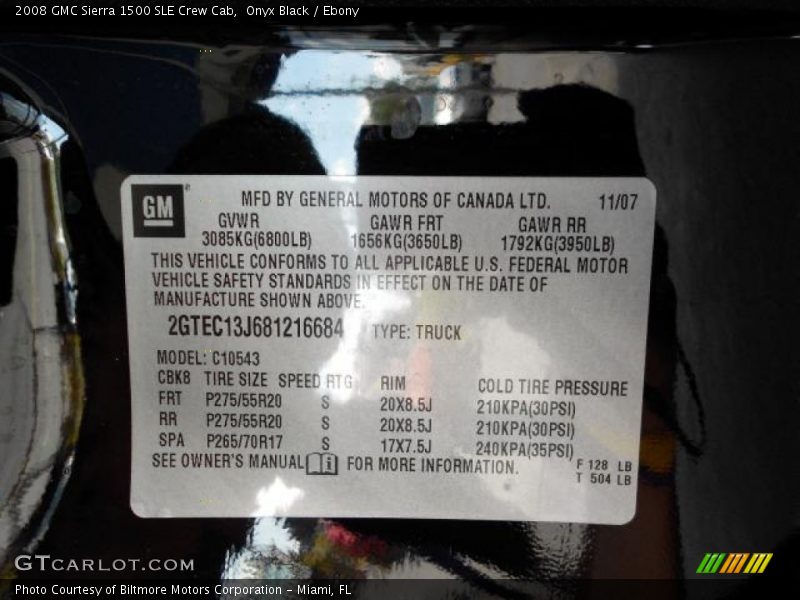 2008 GMC Sierra 1500 SLE Crew Cab, Onyx Black / Ebony
GM MFD BY GENERAL MOTORS OF CANADA LTD. 11/07
GVWR GAWR FRT GAWR RR
3085KG(6800LB) 1656KG(3650LB) 1792KG(3950LB)
THIS VEHICLE CONFORMS TO ALL APPLICABLE U.S. FEDERAL MOTOR
VEHICLE SAFETY STANDARDS IN EFFECT ON THE DATE OF
MANUFACTURE SHOWN ABOVE.
2GTEC13J681216684 TYPE: TRUCK
MODEL: C10543
CBK8 TIRE SIZE SPEED RTG RIM COLD TIRE PRESSURE
FRT P275/55R20 S 20X8.5J 210KPA(30PSI)
RR P275/55R20 S 20X8.5J 210KPA(30PSI)
SPA P265/70R17 S 17X7.5J 240KPA(35PSI)
SEE OWNER'S MANUAL FOR MORE INFORMATION.
F 128 LB
T 504 LB
GTCARLOT.COM
Photo Courtesy of Biltmore Motors Corporation - Miami, FL